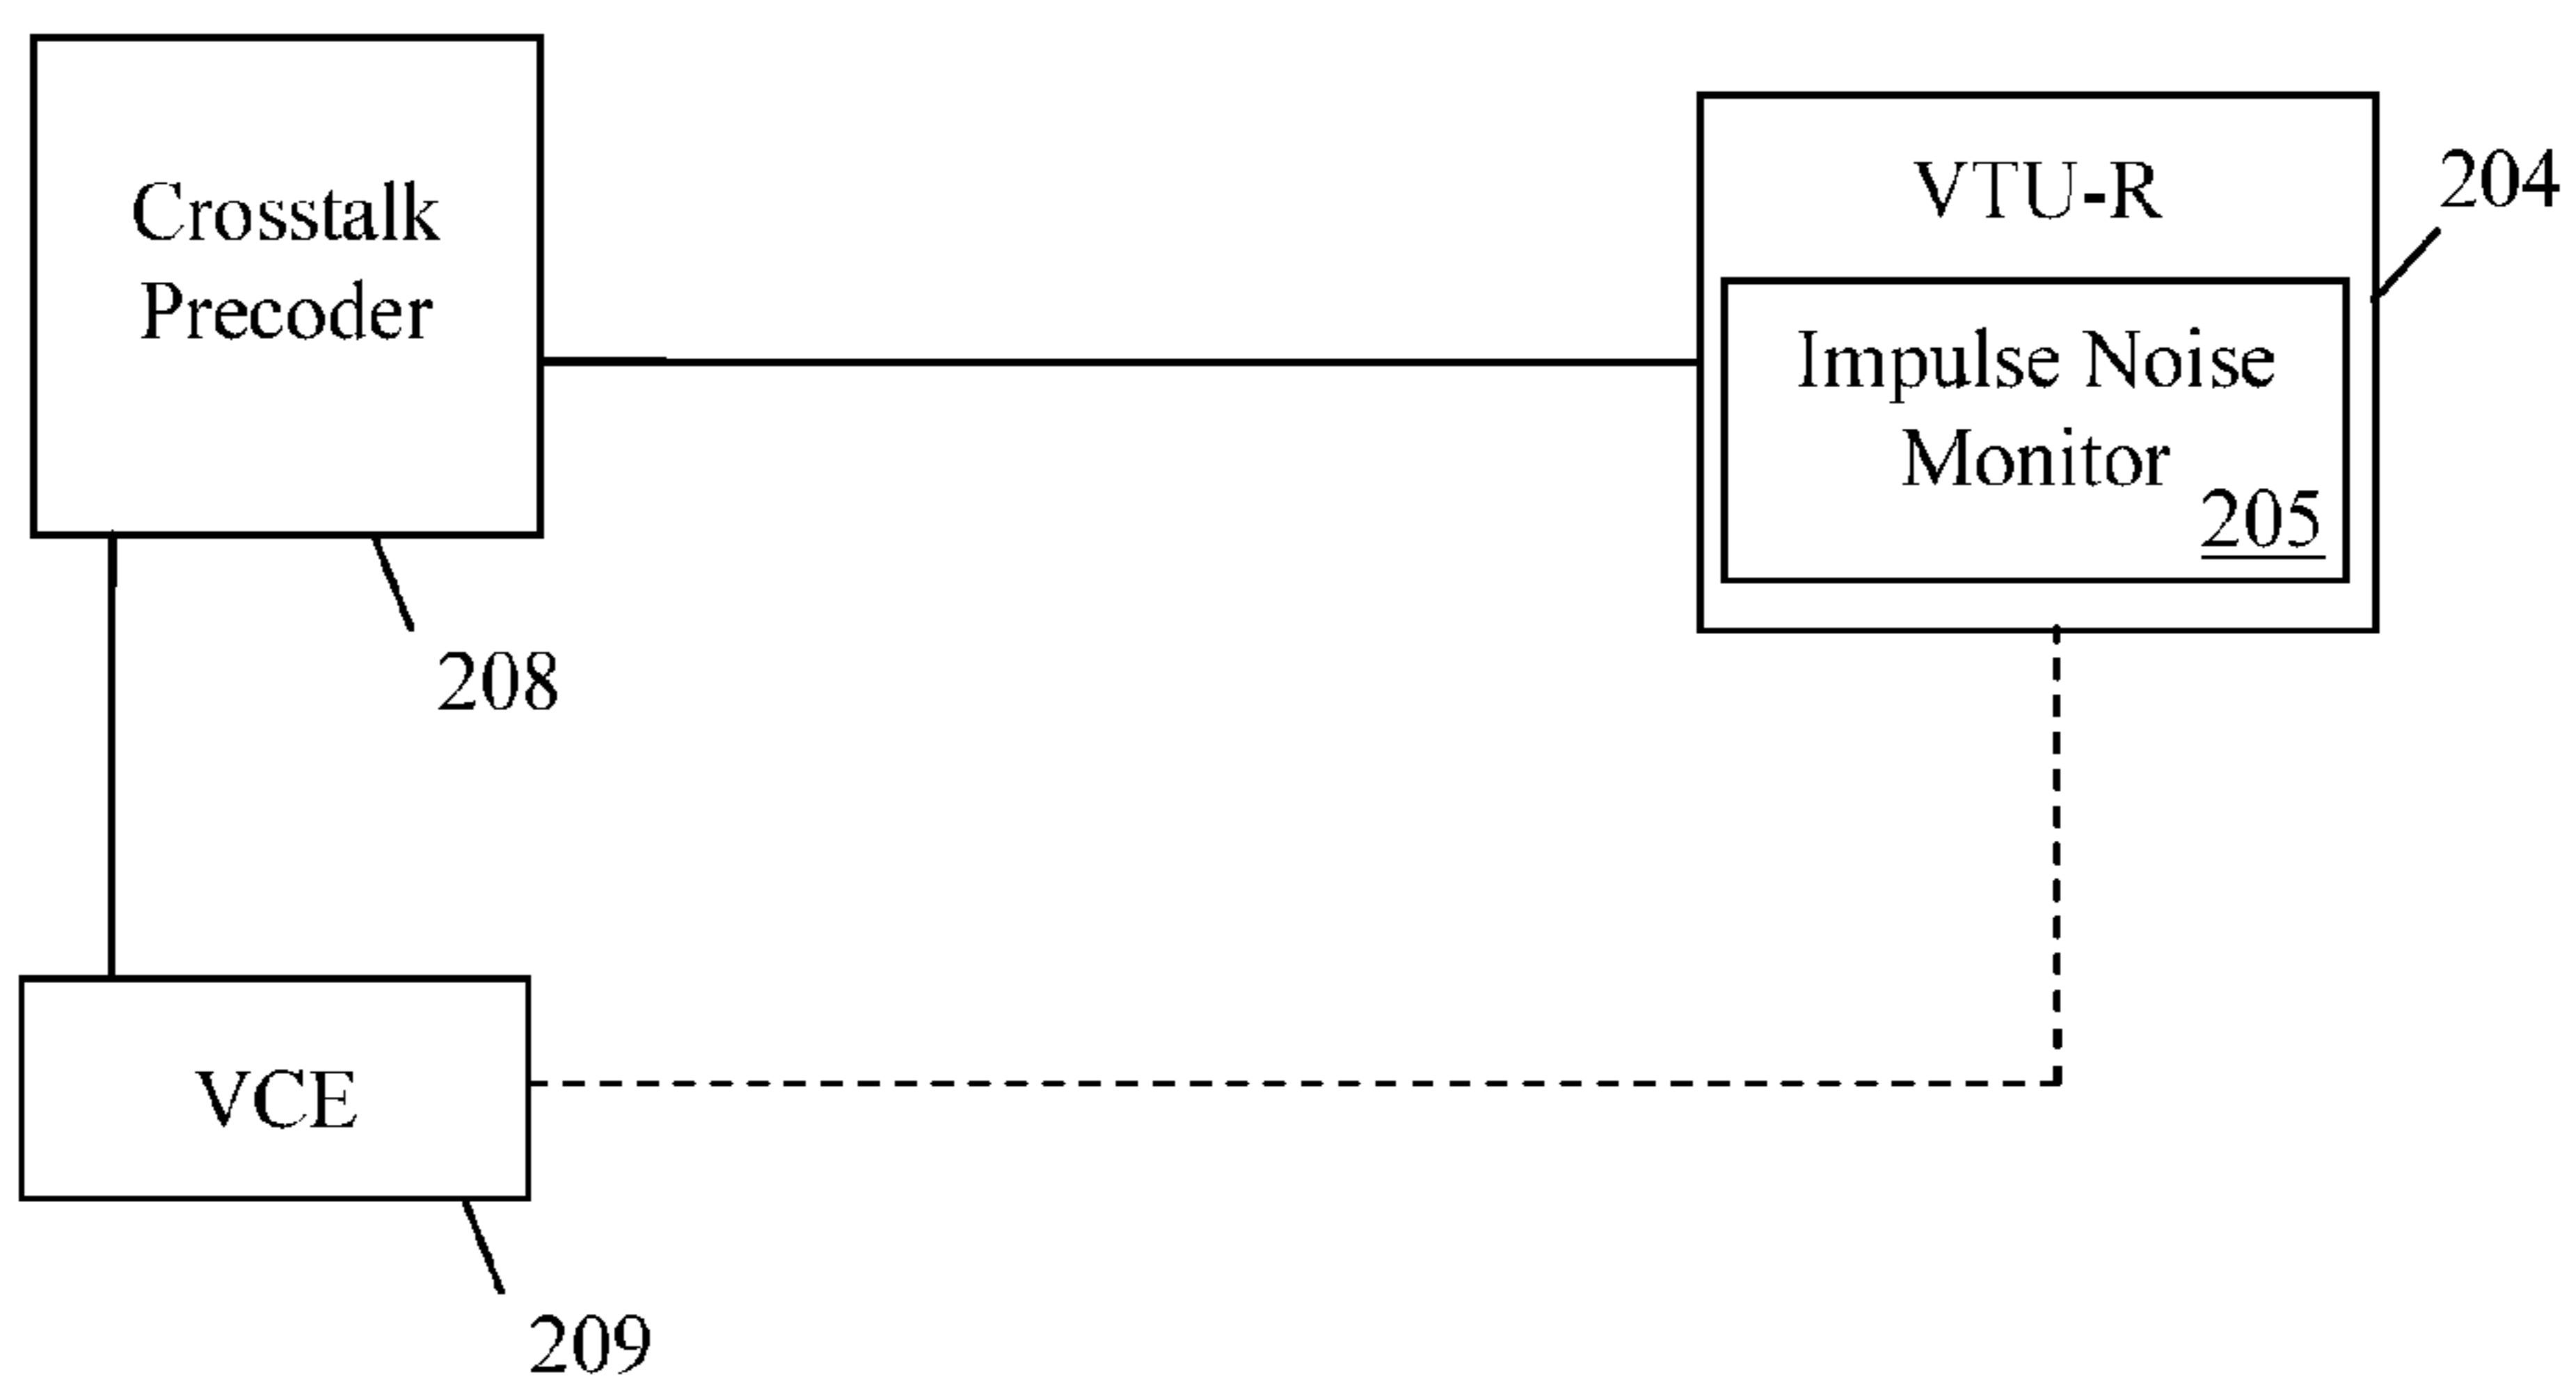 Crosstalk
Precoder
208
VTU-R
204
Impulse Noise
Monitor
205
VCE
209